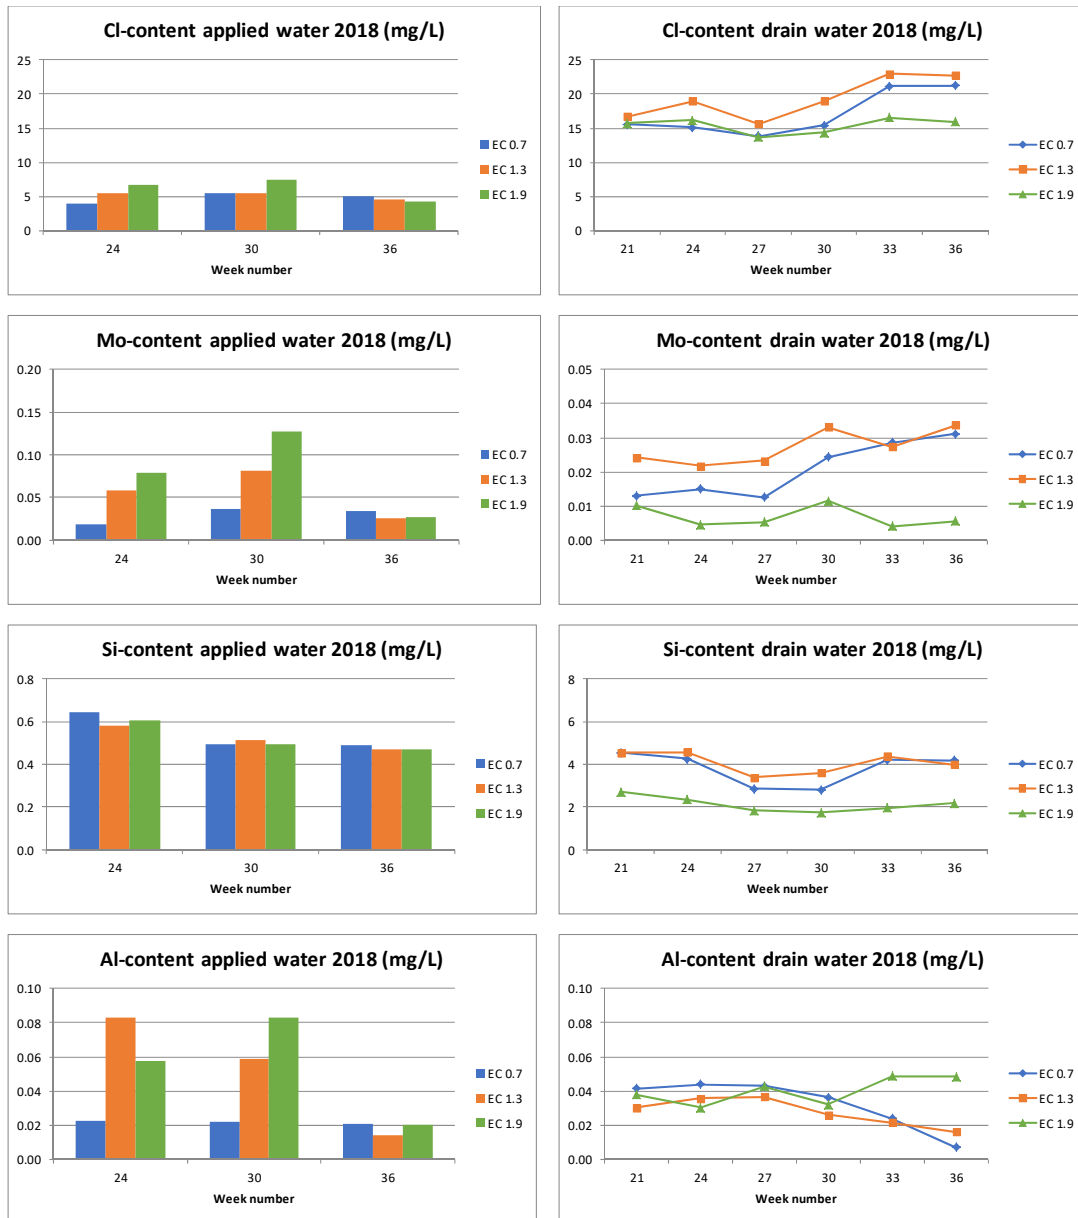 Cl-content applied water 2018 (mg/L)
25
20
15
10
5
0
24 30 36
Week number
EC 0.7
EC 1.3
EC 1.9
Cl-content drain water 2018 (mg/L)
25
20
15
10
5
0
21 24 27 30 33 36
Week number
EC 0.7
EC 1.3
EC 1.9
Mo-content applied water 2018 (mg/L)
0.20
0.15
0.10
0.05
0.00
24 30 36
Week number
EC 0.7
EC 1.3
EC 1.9
Mo-content drain water 2018 (mg/L)
0.05
0.04
0.03
0.02
0.01
0.00
21 24 27 30 33 36
Week number
EC 0.7
EC 1.3
EC 1.9
Si-content applied water 2018 (mg/L)
0.8
0.6
0.4
0.2
0.0
24 30 36
Week number
EC 0.7
EC 1.3
EC 1.9
Si-content drain water 2018 (mg/L)
8
6
4
2
0
21 24 27 30 33 36
Week number
EC 0.7
EC 1.3
EC 1.9
Al-content applied water 2018 (mg/L)
0.10
0.08
0.06
0.04
0.02
0.00
24 30 36
Week number
EC 0.7
EC 1.3
EC 1.9
Al-content drain water 2018 (mg/L)
0.10
0.08
0.06
0.04
0.02
0.00
21 24 27 30 33 36
Week number
EC 0.7
EC 1.3
EC 1.9